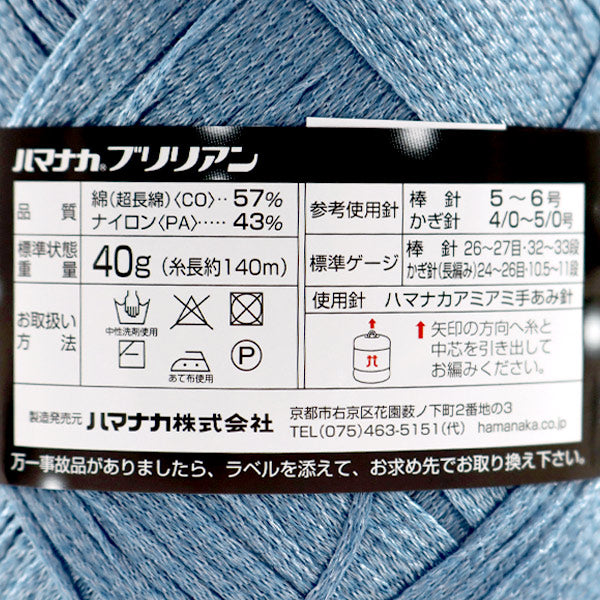 ハマナカ®ブリリアン
品質
綿(超長綿)〈CO〉‥57%
ナイロン〈PA〉‥‥‥43%
標準状態重量
40g(糸長約140m)
お取扱い方法
中性洗剤使用
あて布使用
P
参考使用針
棒針 5〜6号
かぎ針 4/0〜5/0号
標準ゲージ
棒針 26〜27目・32〜33段
かぎ針(長編み)24〜26目・10.5〜11段
使用針 ハマナカアミアミ手あみ針
矢印の方向へ糸と
中芯を引き出して
お編みください。
製造発売元 ハマナカ株式会社
京都市右京区花園薮ノ下町2番地の3
TEL(075)463-5151(代) hamanaka.co.jp
万一事故品がありましたら、ラベルを添えて、お求め先でお取り換え下さい。